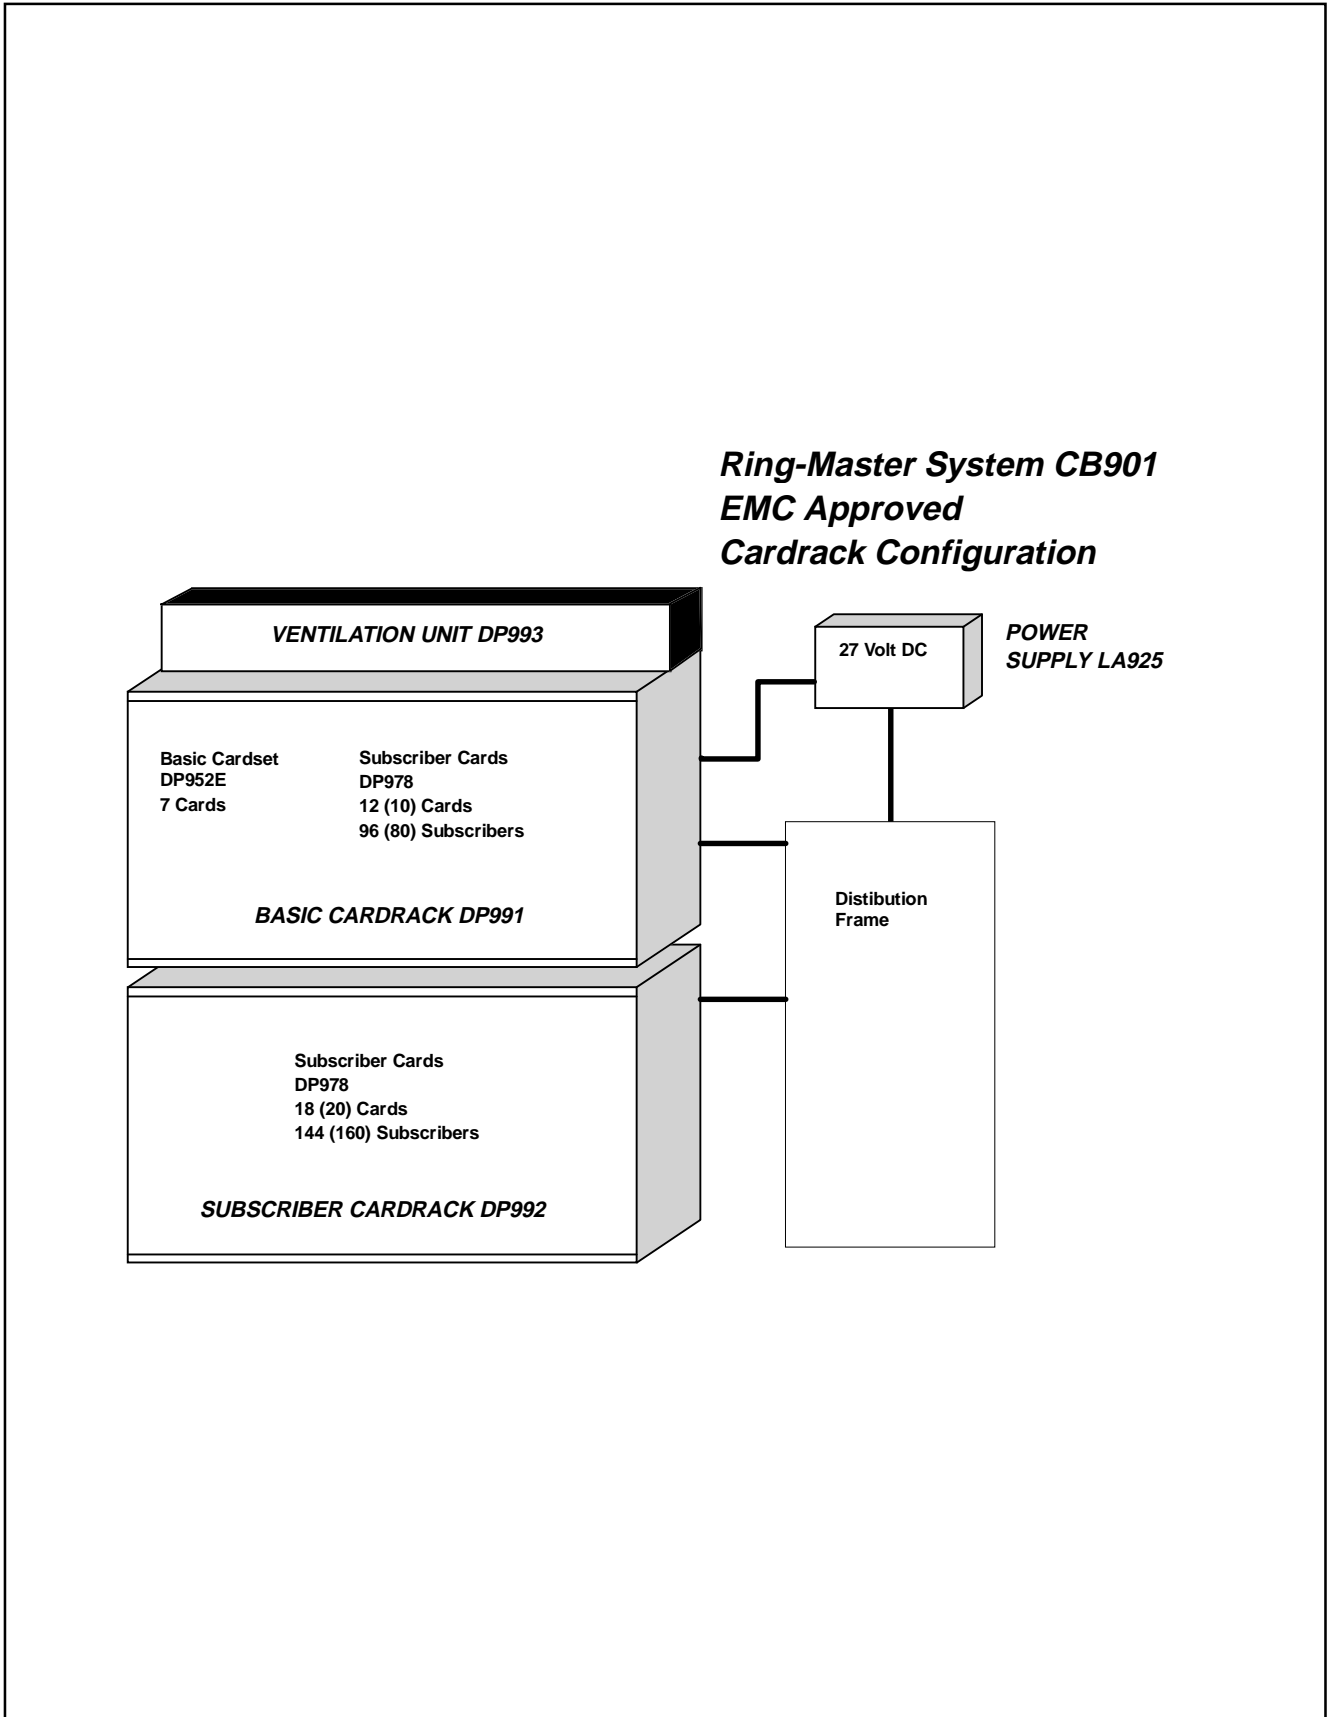 Ring-Master System CB901
EMC Approved
Cardrack Configuration
VENTILATION UNIT DP993
27 Volt DC
POWER
SUPPLY LA925
Basic Cardset
DP952E
7 Cards
Subscriber Cards
DP978
12 (10) Cards
96 (80) Subscribers
BASIC CARDRACK DP991
Distibution
Frame
Subscriber Cards
DP978
18 (20) Cards
144 (160) Subscribers
SUBSCRIBER CARDRACK DP992